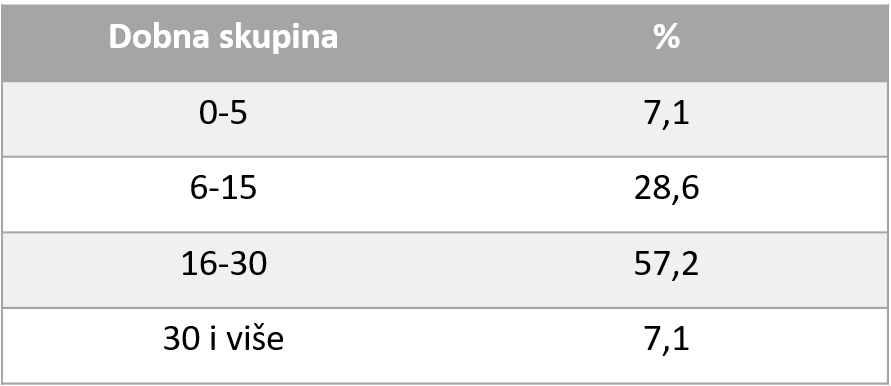 Dobna skupina %
0-5 7,1
6-15 28,6
16-30 57,2
30 i više 7,1